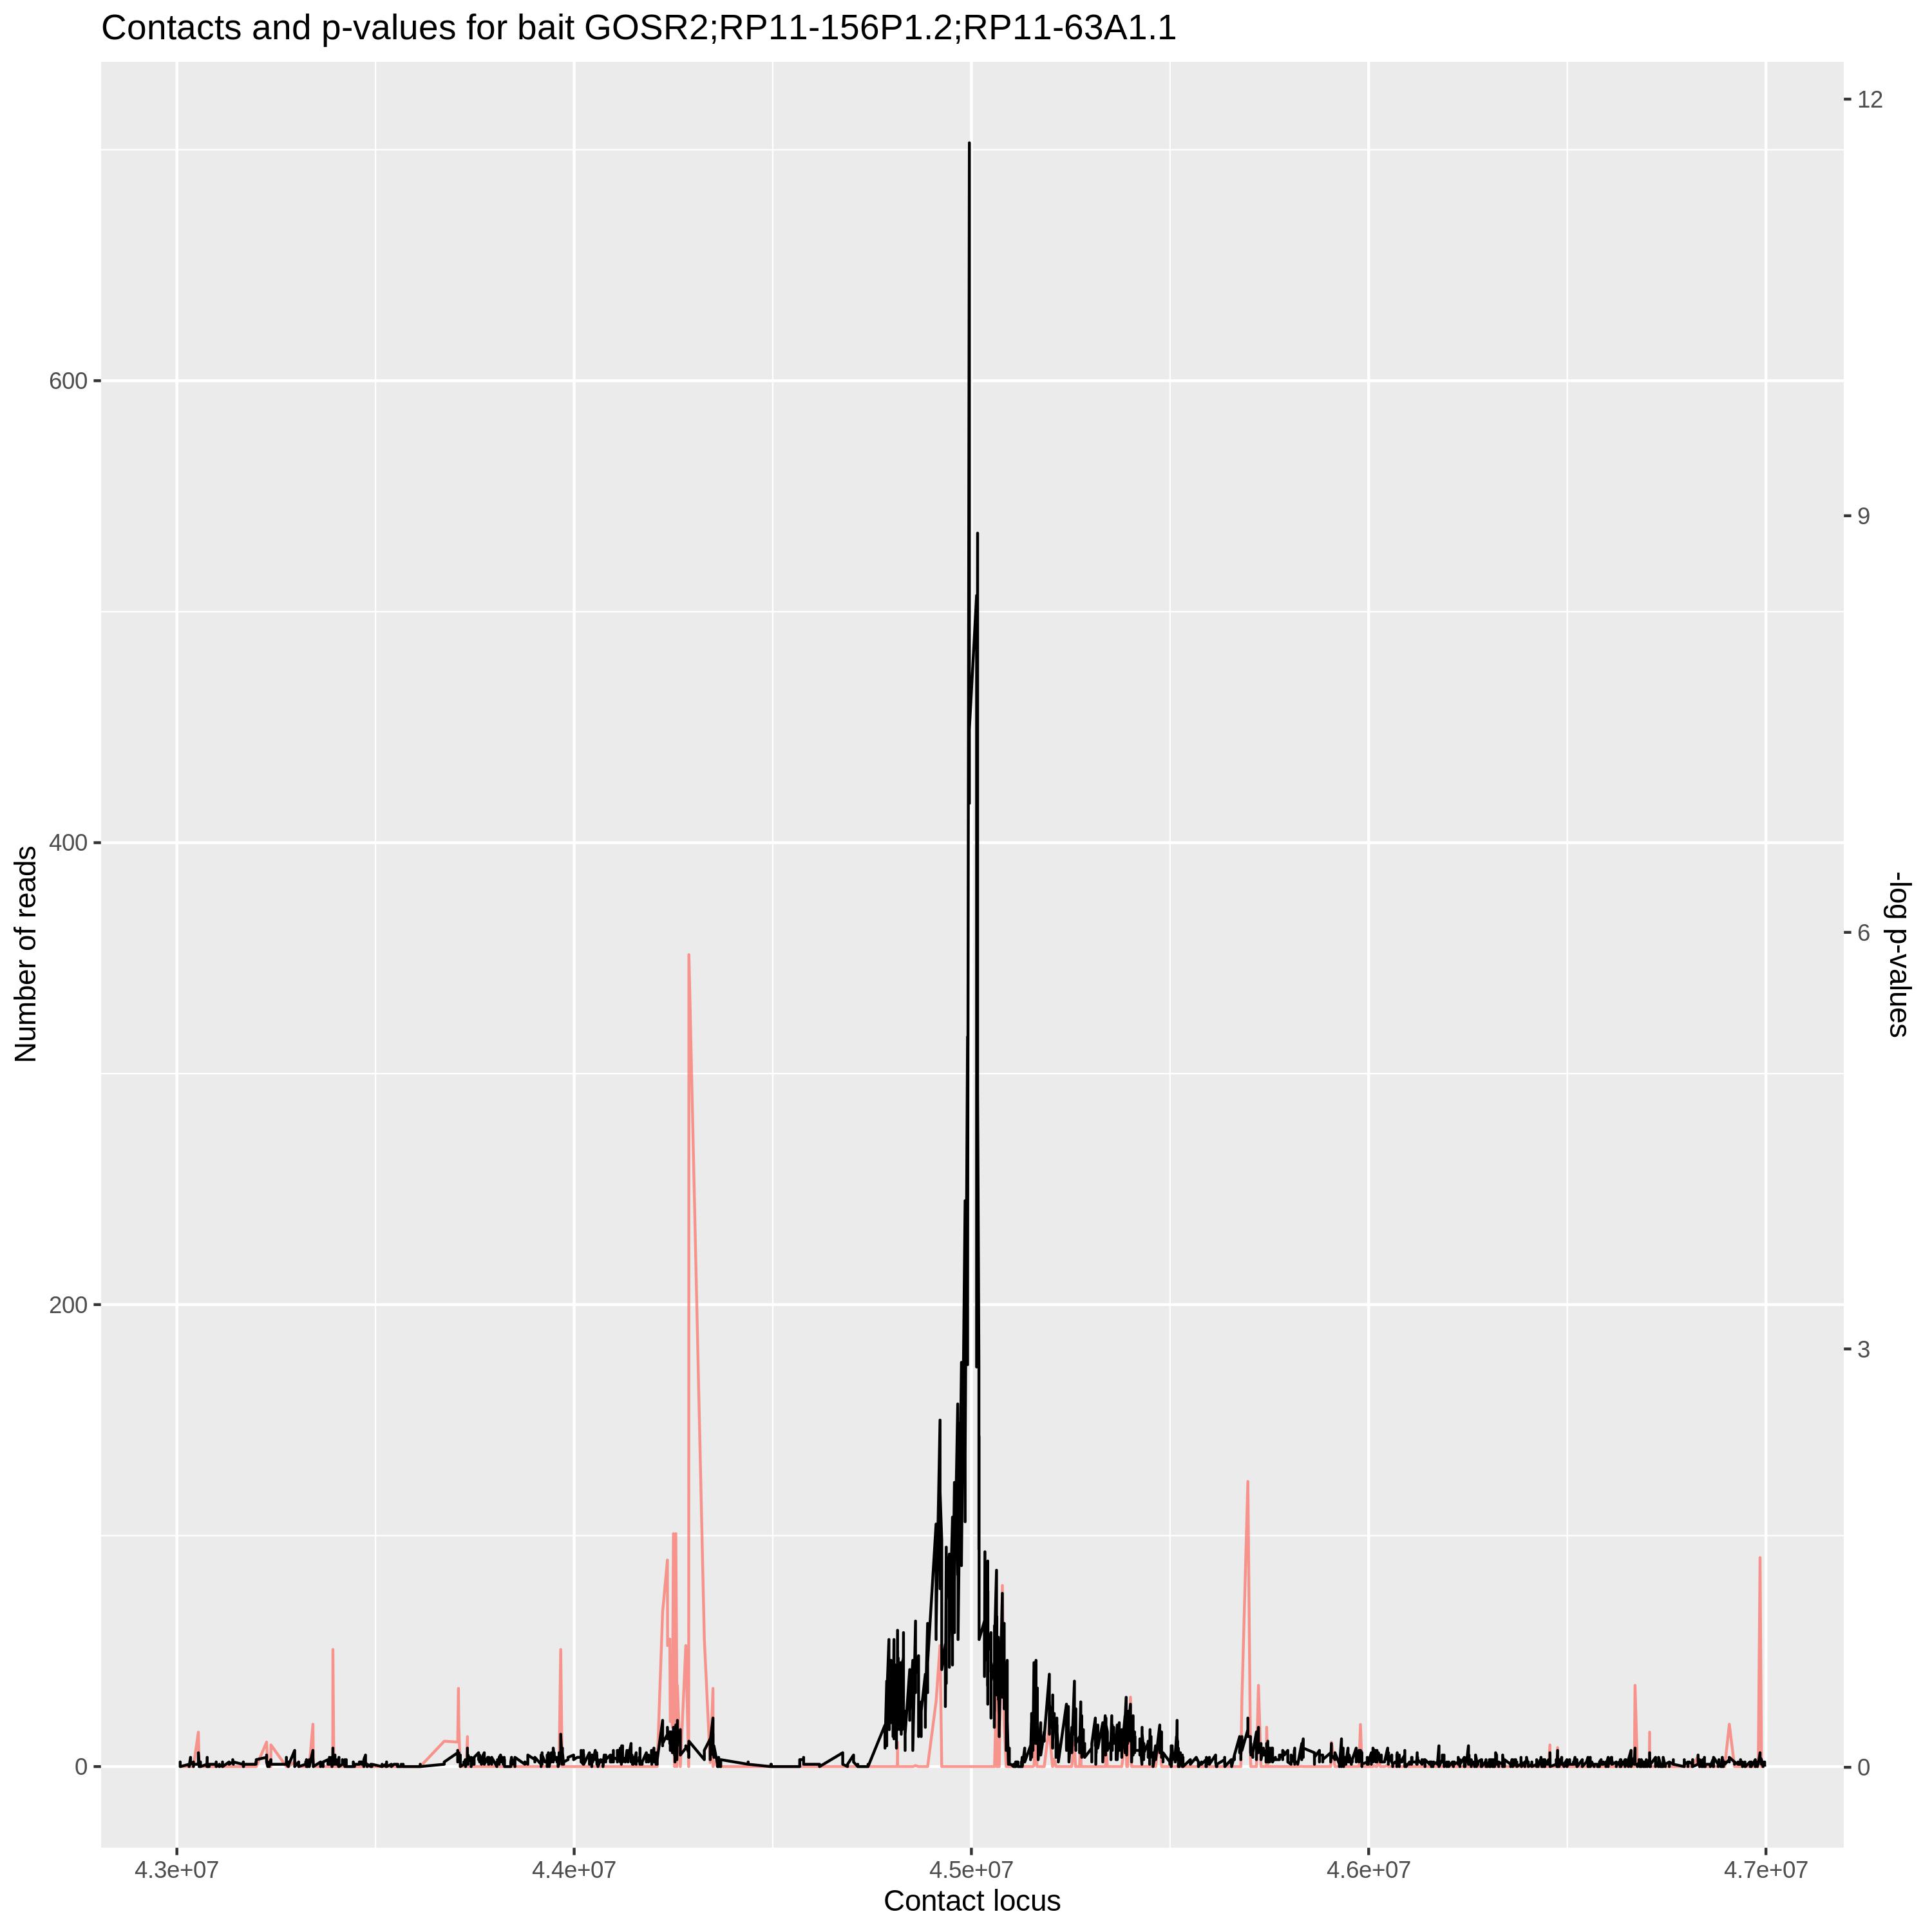 Contacts and p-values for bait GOSR2;RP11-156P1.2;RP11-63A1.1
12
600
9
400
6
200
3
0
0
Number of reads
-log p-values
4.3e+07 4.4e+07 4.5e+07 4.6e+07 4.7e+07
Contact locus